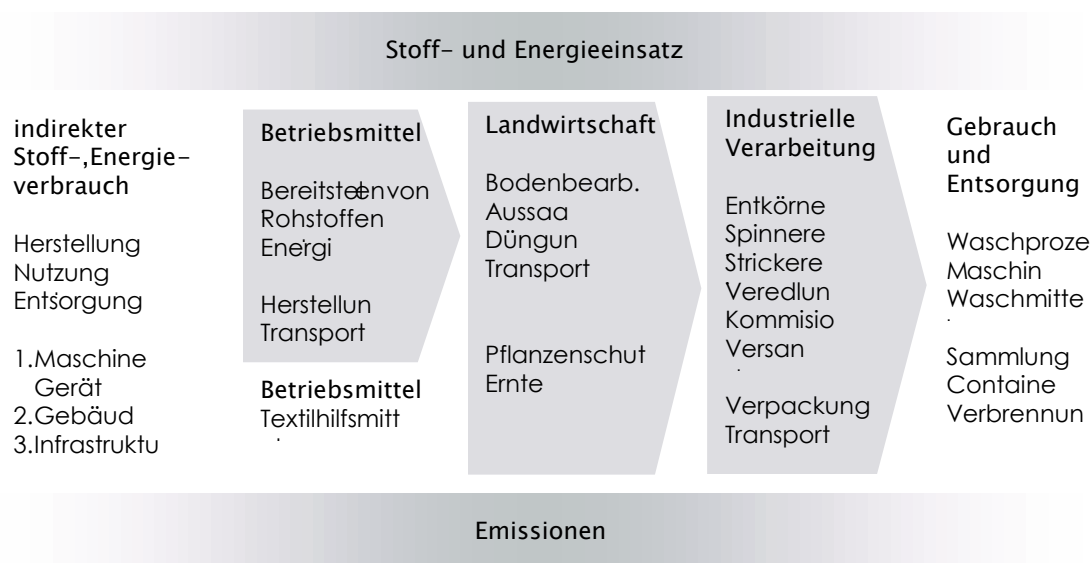 Stoff- und Energieeinsatz
indirekter
Stoff-,Energie-
verbrauch
Herstellung
Nutzung
Entsorgung
1.Maschine
Gerät
2.Gebäud
3.Infrastruktu
Betriebsmittel
von
Rohstoffen
Energi
Herstellun
Transport
Betriebsmittel
Textilhilfsmitt
Landwirtschaft
Bodenbearb.
Aussaa
Düngun
Transport
Pflanzenschut
Ernte
Industrielle
Verarbeitung
Entkörne
Spinnere
Strickere
Veredlun
Kommisio
Versan
Verpackung
Transport
Gebrauch
und
Entsorgung
Waschproze
Maschin
Waschmitte
Sammlung
Containe
Verbrennun
Emissionen